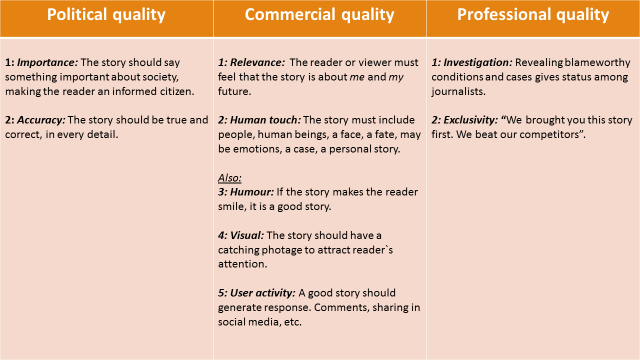 Political quality
1: Importance: The story should say
something important about society,
making the reader an informed citizen.
2: Accuracy: The story should be true and
correct, in every detail.
Commercial quality
1: Relevance: The reader or viewer must
feel that the story is about me and my
future.
2: Human touch: The story must include
people, human beings, a face, a fate, may
be emotions, a case, a personal story.
Also:
3: Humour: If the story makes the reader
smile, it is a good story.
4: Visual: The story should have a
catching photage to attract reader`s
attention.
5: User activity: A good story should
generate response. Comments, sharing in
social media, etc.
Professional quality
1: Investigation: Revealing blameworthy
conditions and cases gives status among
journalists.
2: Exclusivity: “We brought you this story
first. We beat our competitors”.